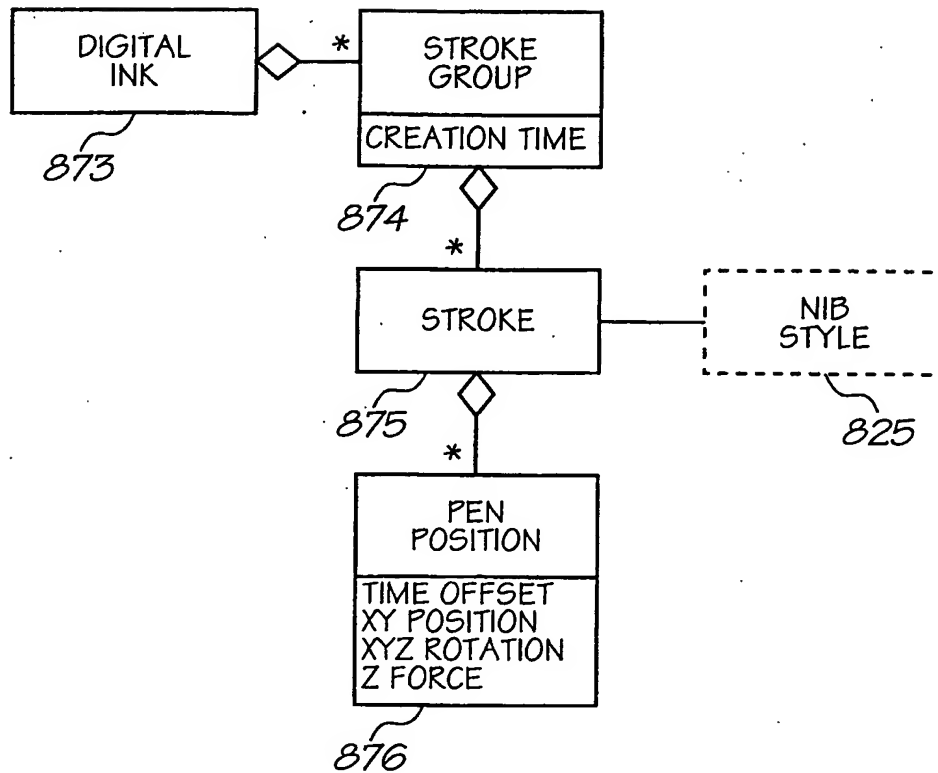 DIGITAL
INK
*
STROKE
GROUP
873
CREATION TIME
874
*
STROKE
NIB
STYLE
875
825
*
PEN
POSITION
TIME OFFSET
XY POSITION
XYZ ROTATION
Z FORCE
876